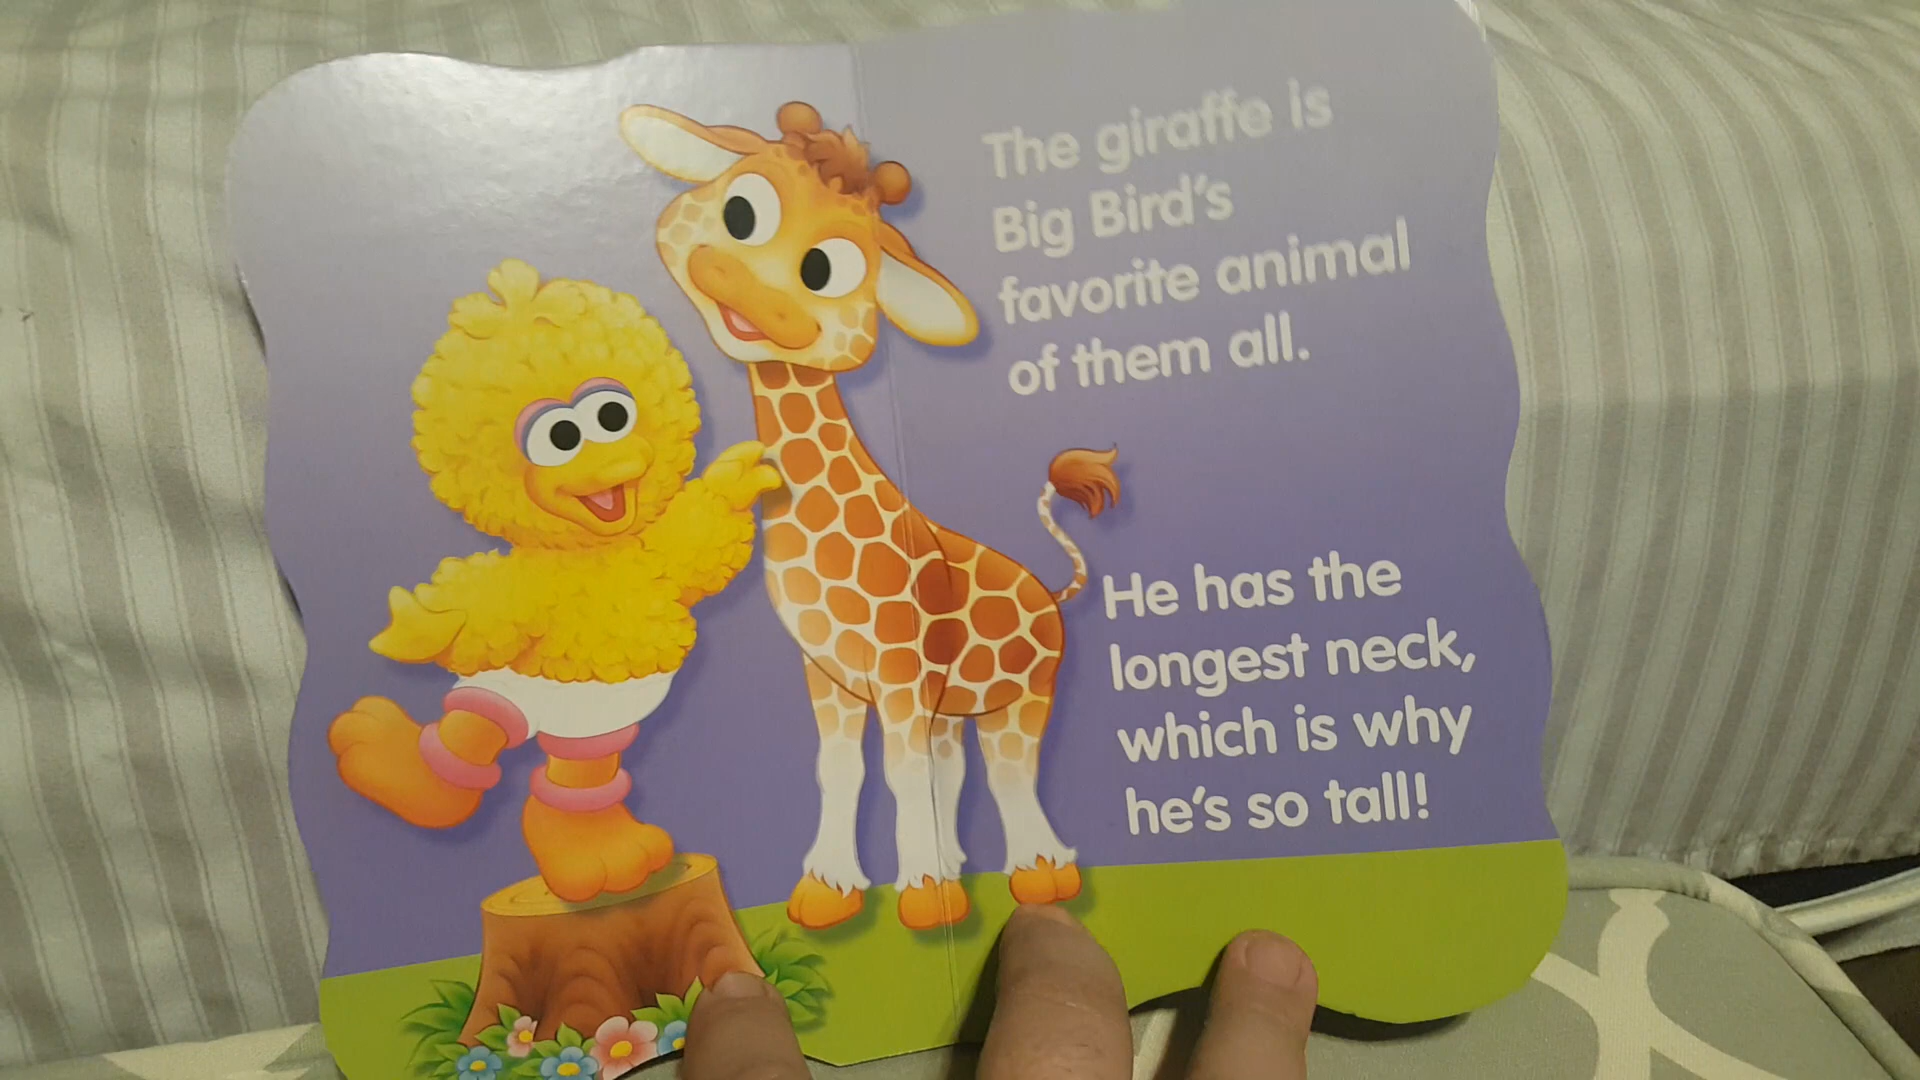 The giraffe is
Big Bird's
favorite animal
of them all.
He has the
longest neck,
which is why
he's so tall!